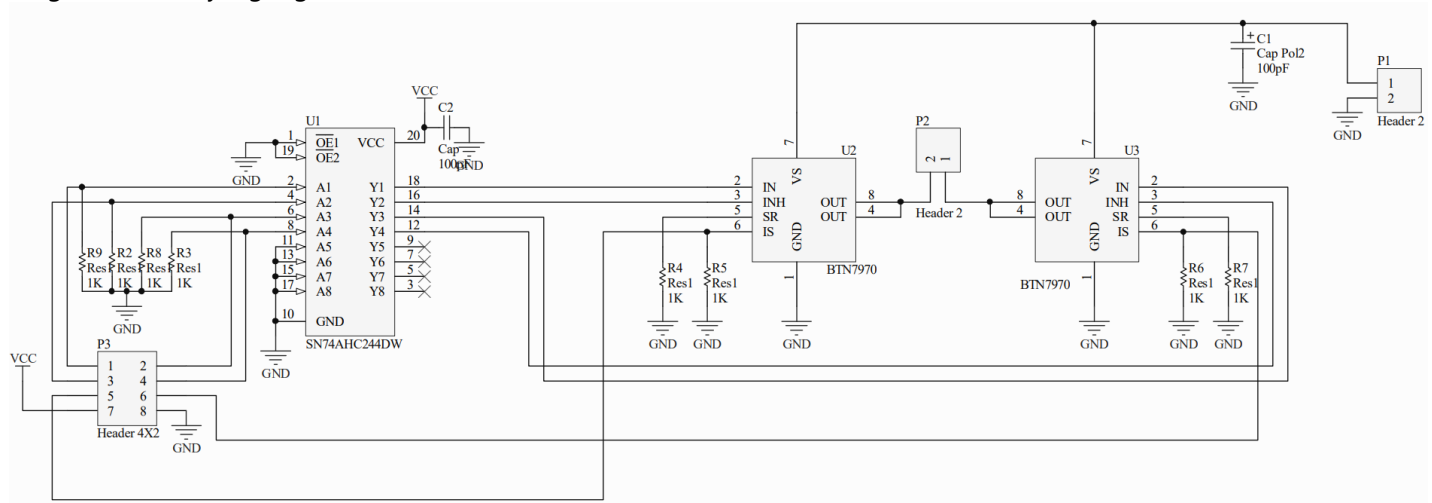 C1
Cap Pol2
100pF
GND
P1
1
2
Header 2
GND
VCC
C2
Cap
GND
U1
1 OE1 VCC 20
19 OE2
GND
2 A1 Y1 18
4 A2 Y2 16
6 A3 Y3 14
8 A4 Y4 12
11 A5 Y5 9
13 A6 Y6 7
15 A7 Y7 5
17 A8 Y8 3
10 GND
SN74AHC244DW
GND
R9 R2 R8 R3
Res1 Res1 Res1 Res1
1K 1K 1K 1K
GND
P3
VCC
1 2
3 4
5 6
7 8
Header 4X2
GND
7
U2
VS
2 IN
3 INH OUT 8
5 SR OUT 4
6 IS
GND
1
BTN7970
GND
R4
Res1
1K
GND
R5
Res1
1K
GND
P2
2 1
Header 2
7
U3
VS
IN 2
8 OUT INH 3
4 OUT SR 5
IS 6
GND
1
BTN7970
GND
R6
Res1
1K
GND
R7
Res1
1K
GND